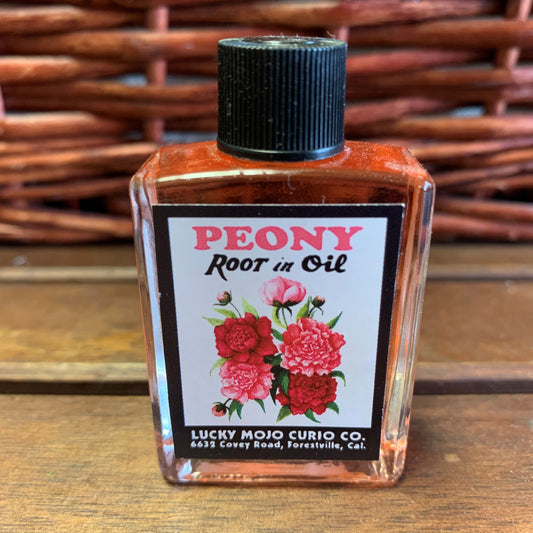 PEONY
Root in Oil
LUCKY MOJO CURIO CO.
6632 Covey Road, Forestville, Cal.